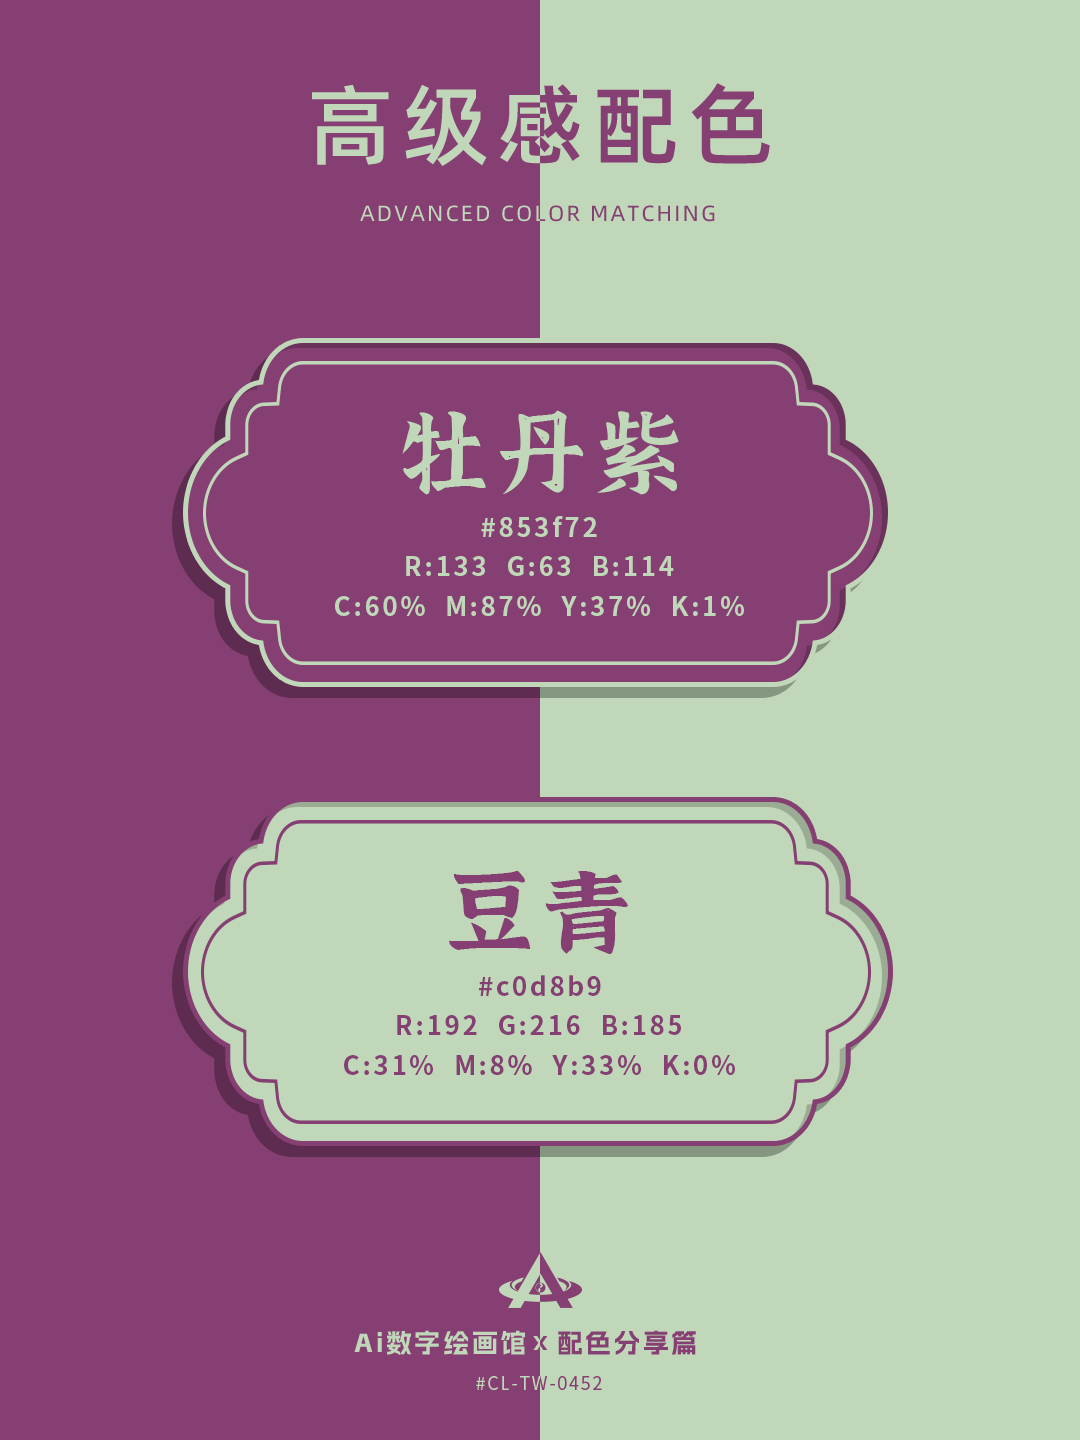 高级感配色
ADVANCED COLOR MATCHING
牡丹紫
#853f72
R:133 G:63 B:114
C:60% M:87% Y:37% K:1%
豆青
#c0d8b9
R:192 G:216 B:185
C:31% M:8% Y:33% K:0%
Ai数字绘画馆 x 配色分享篇
#CL-TW-0452